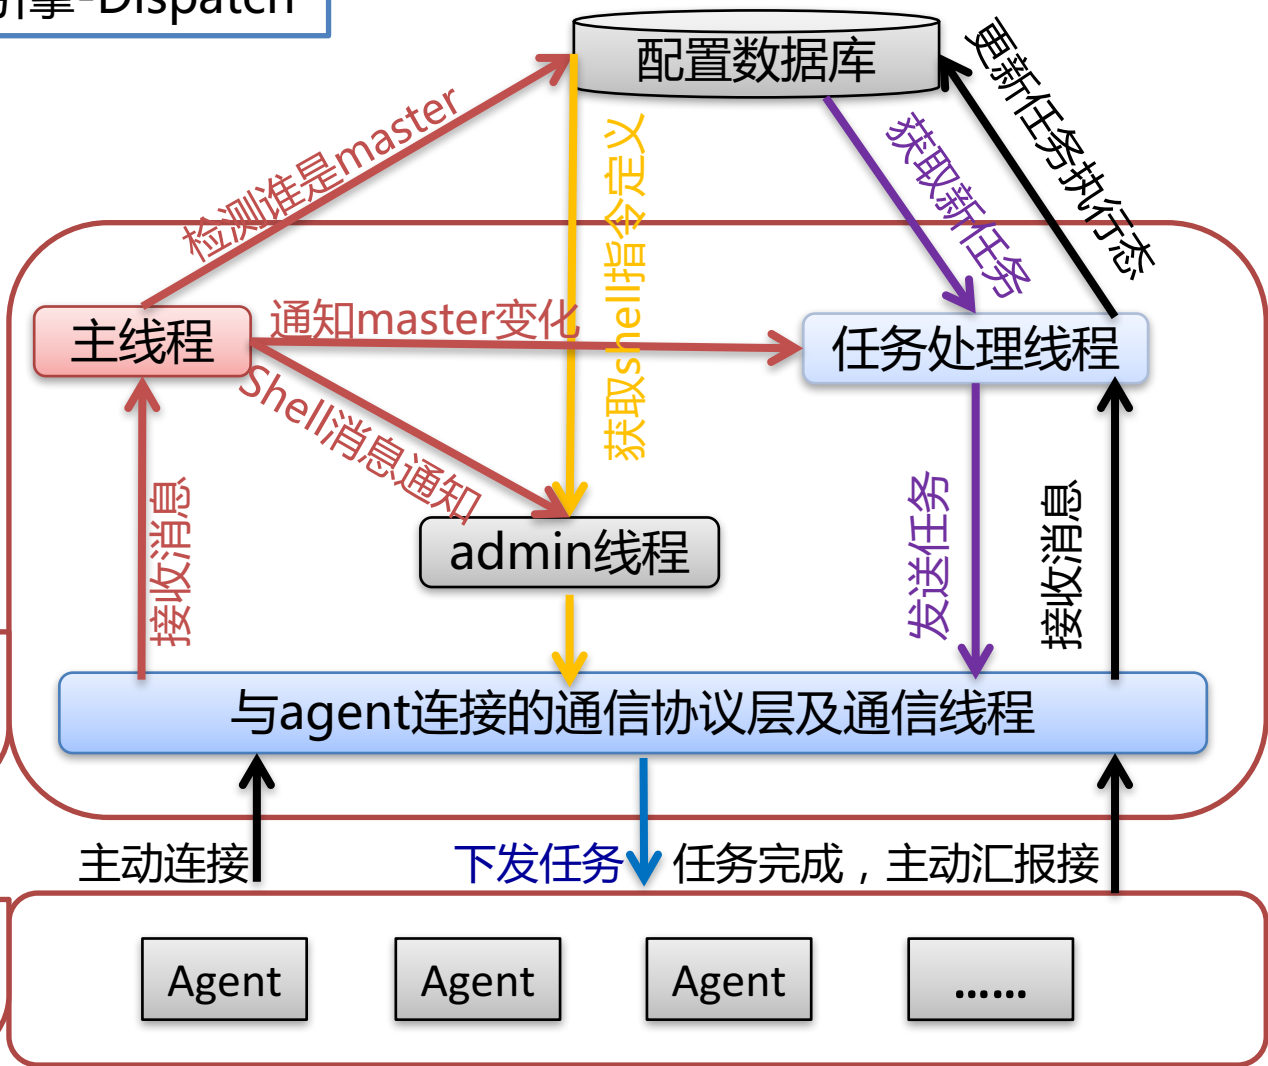 引擎-Dispatch
配置数据库
检测谁是master
获取shell指令定义
获取新任务
更新任务执行态
主线程
通知master变化
任务处理线程
Shell消息通知
接收消息
admin线程
发送任务
接收消息
与agent连接的通信协议层及通信线程
主动连接
下发任务
任务完成，主动汇报接
Agent
Agent
Agent
……